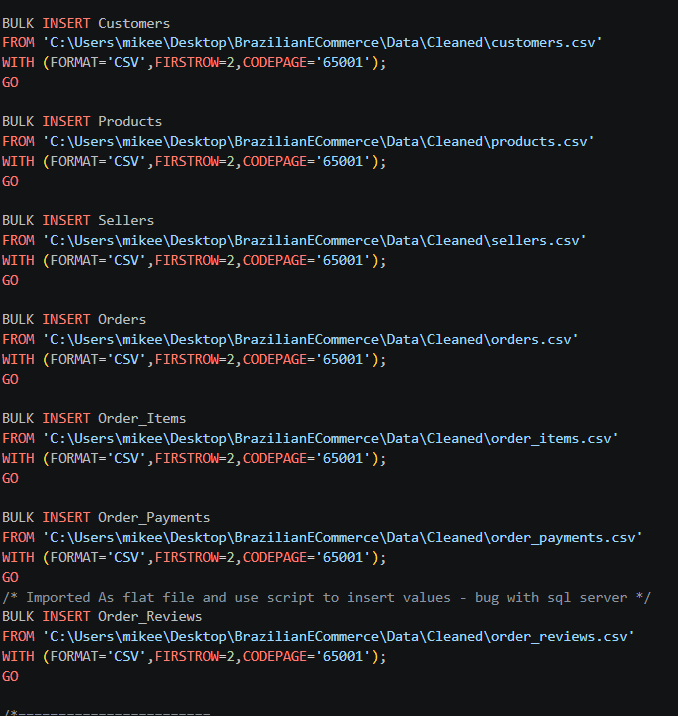 BULK INSERT Customers
FROM 'C:\Users\mikee\Desktop\BrazilianECommerce\Data\Cleaned\customers.csv'
WITH (FORMAT='CSV',FIRSTROW=2,CODEPAGE='65001');
GO
BULK INSERT Products
FROM 'C:\Users\mikee\Desktop\BrazilianECommerce\Data\Cleaned\products.csv'
WITH (FORMAT='CSV',FIRSTROW=2,CODEPAGE='65001');
GO
BULK INSERT Sellers
FROM 'C:\Users\mikee\Desktop\BrazilianECommerce\Data\Cleaned\sellers.csv'
WITH (FORMAT='CSV',FIRSTROW=2,CODEPAGE='65001');
GO
BULK INSERT Orders
FROM 'C:\Users\mikee\Desktop\BrazilianECommerce\Data\Cleaned\orders.csv'
WITH (FORMAT='CSV',FIRSTROW=2,CODEPAGE='65001');
GO
BULK INSERT Order_Items
FROM 'C:\Users\mikee\Desktop\BrazilianECommerce\Data\Cleaned\order_items.csv'
WITH (FORMAT='CSV',FIRSTROW=2,CODEPAGE='65001');
GO
BULK INSERT Order_Payments
FROM 'C:\Users\mikee\Desktop\BrazilianECommerce\Data\Cleaned\order_payments.csv'
WITH (FORMAT='CSV',FIRSTROW=2,CODEPAGE='65001');
GO
/* Imported As flat file and use script to insert values - bug with sql server */
BULK INSERT Order_Reviews
FROM 'C:\Users\mikee\Desktop\BrazilianECommerce\Data\Cleaned\order_reviews.csv'
WITH (FORMAT='CSV',FIRSTROW=2,CODEPAGE='65001');
GO
/*========================